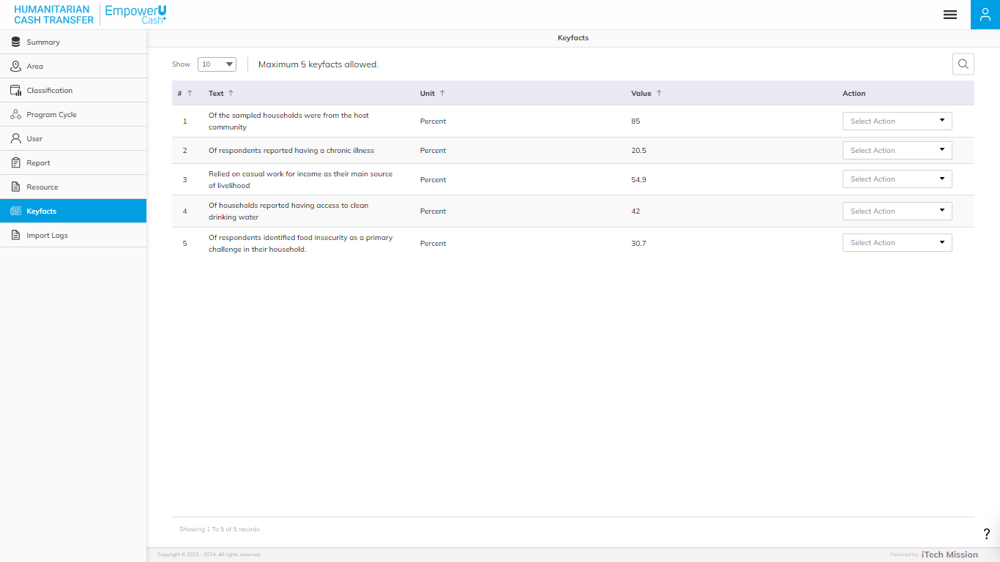 HUMANITARIAN
CASH TRANSFER
EmpowerU
Cash+
Summary
Area
Classification
Program Cycle
User
Report
Resource
Keyfacts
Import Logs
Keyfacts
Show 10 Maximum 5 keyfacts allowed.
# Text Unit Value Action
1 Of the sampled households were from the host
community
Percent 85 Select Action
2 Of respondents reported having a chronic illness Percent 20.5 Select Action
3 Relied on casual work for income as their main source
of livelihood
Percent 54.9 Select Action
4 Of households reported having access to clean
drinking water
Percent 42 Select Action
5 Of respondents identified food insecurity as a primary
challenge in their household.
Percent 30.7 Select Action
Showing 1 To 5 of 5 records
?
Copyright © 2022 - 2024. All rights reserved.
Powered by iTech Mission